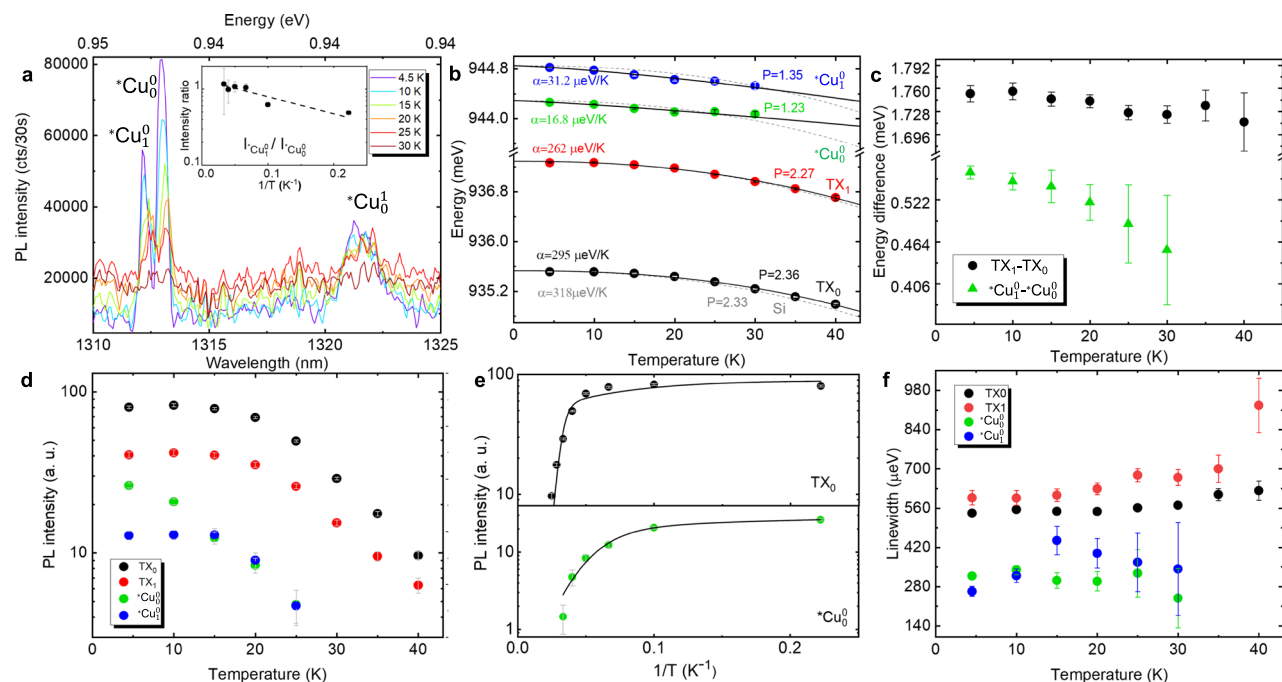 Energy (eV)
0.95
0.94
0.94
0.94
a
PL intensity (cts/30s)
80000
60000
40000
20000
*Cu₀⁰
*Cu₁⁰
*Cu₀¹
Intensity ratio
1
0.1
0.0
0.1
0.2
1/T (K⁻¹)
I*Cu₁⁰ / I*Cu₀⁰
4.5 K
10 K
15 K
20 K
25 K
30 K
1310
1315
1320
1325
Wavelength (nm)
b
Energy (meV)
944.8
944.0
936.8
936.0
935.2
α=31.2 μeV/K
P=1.35
*Cu₁⁰
α=16.8 μeV/K
P=1.23
*Cu₀⁰
α=262 μeV/K
P=2.27
TX₁
α=295 μeV/K
P=2.36
TX₀
α=318μeV/K
P=2.33
Si
0
10
20
30
40
Temperature (K)
c
Energy difference (meV)
1.792
1.760
1.728
1.696
0.522
0.464
0.406
TX₁-TX₀
*Cu₁⁰-*Cu₀⁰
0
10
20
30
40
Temperature (K)
d
PL intensity (a. u.)
100
10
TX₀
TX₁
*Cu₀⁰
*Cu₁⁰
0
10
20
30
40
Temperature (K)
e
PL intensity (a. u.)
100
10
TX₀
10
1
*Cu₀⁰
0.0
0.1
0.2
1/T (K⁻¹)
f
Linewidth (μeV)
980
840
700
560
420
280
140
TX0
TX1
*Cu₀⁰
*Cu₁⁰
0
10
20
30
40
Temperature (K)